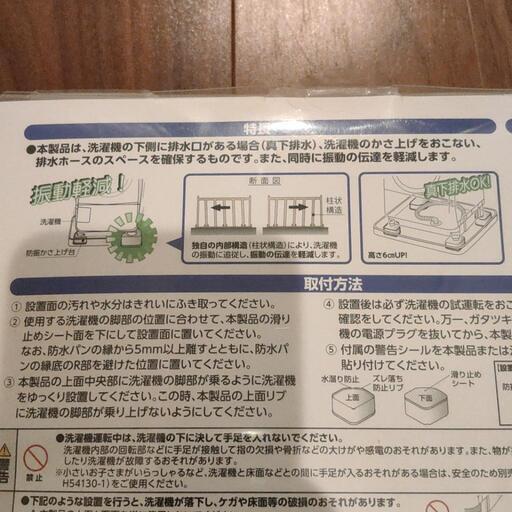 特長
●本製品は、洗濯機の下側に排水口がある場合(真下排水)、洗濯機のかさ上げをおこない、
排水ホースのスペースを確保するものです。また、同時に振動の伝達を軽減します。
振動軽減!
洗濯機
防振かさ上げ台
断面図
柱状
構造
独自の内部構造(柱状構造)により、洗濯機
の振動に追従し、振動の伝達を軽減します。
真下排水OK!
高さ6cmUP!
取付方法
① 設置面の汚れや水分はきれいにふき取ってください。
② 使用する洗濯機の脚部の位置に合わせて、本製品の滑り
止めシート面を下にして設置面に置いてください。
なお、防水パンの縁から5mm以上離すとともに、防水パ
ンの縁底のR部を避けた位置に置いてください。
③ 本製品の上面中央部に洗濯機の脚部が乗るように洗濯機
をゆっくり設置してください。この時、本製品の上面リブ
に洗濯機の脚部が乗り上げないようにしてください。
④ 設置後は必ず洗濯機の試運転をお
確認をしてください。万一、ガタツキ
機の電源プラグを抜いてから、本
⑤ 付属の警告シールを本製品または
貼り付けてください。
水溜り防止
ズレ落ち
防止リブ
滑り止め
シート
上面
下面
警告
禁止
●洗濯機運転中は、洗濯機の下に決して手足を入れないでください。
洗濯機内部の回転部などに手足が接触して指の欠損や骨折などの大けがや感電のおそれがあります。また、物が
したり洗濯機が故障するおそれがあります。
＊小さいお子さまがいらっしゃるなど、洗濯機と床面などとの間に手足が入るおそれがある場合は、安全のため別売
H54130-1)をご使用ください。
●下記のような設置を行うと、洗濯機が落下し、ケガや床面等の破損のおそれがあります。